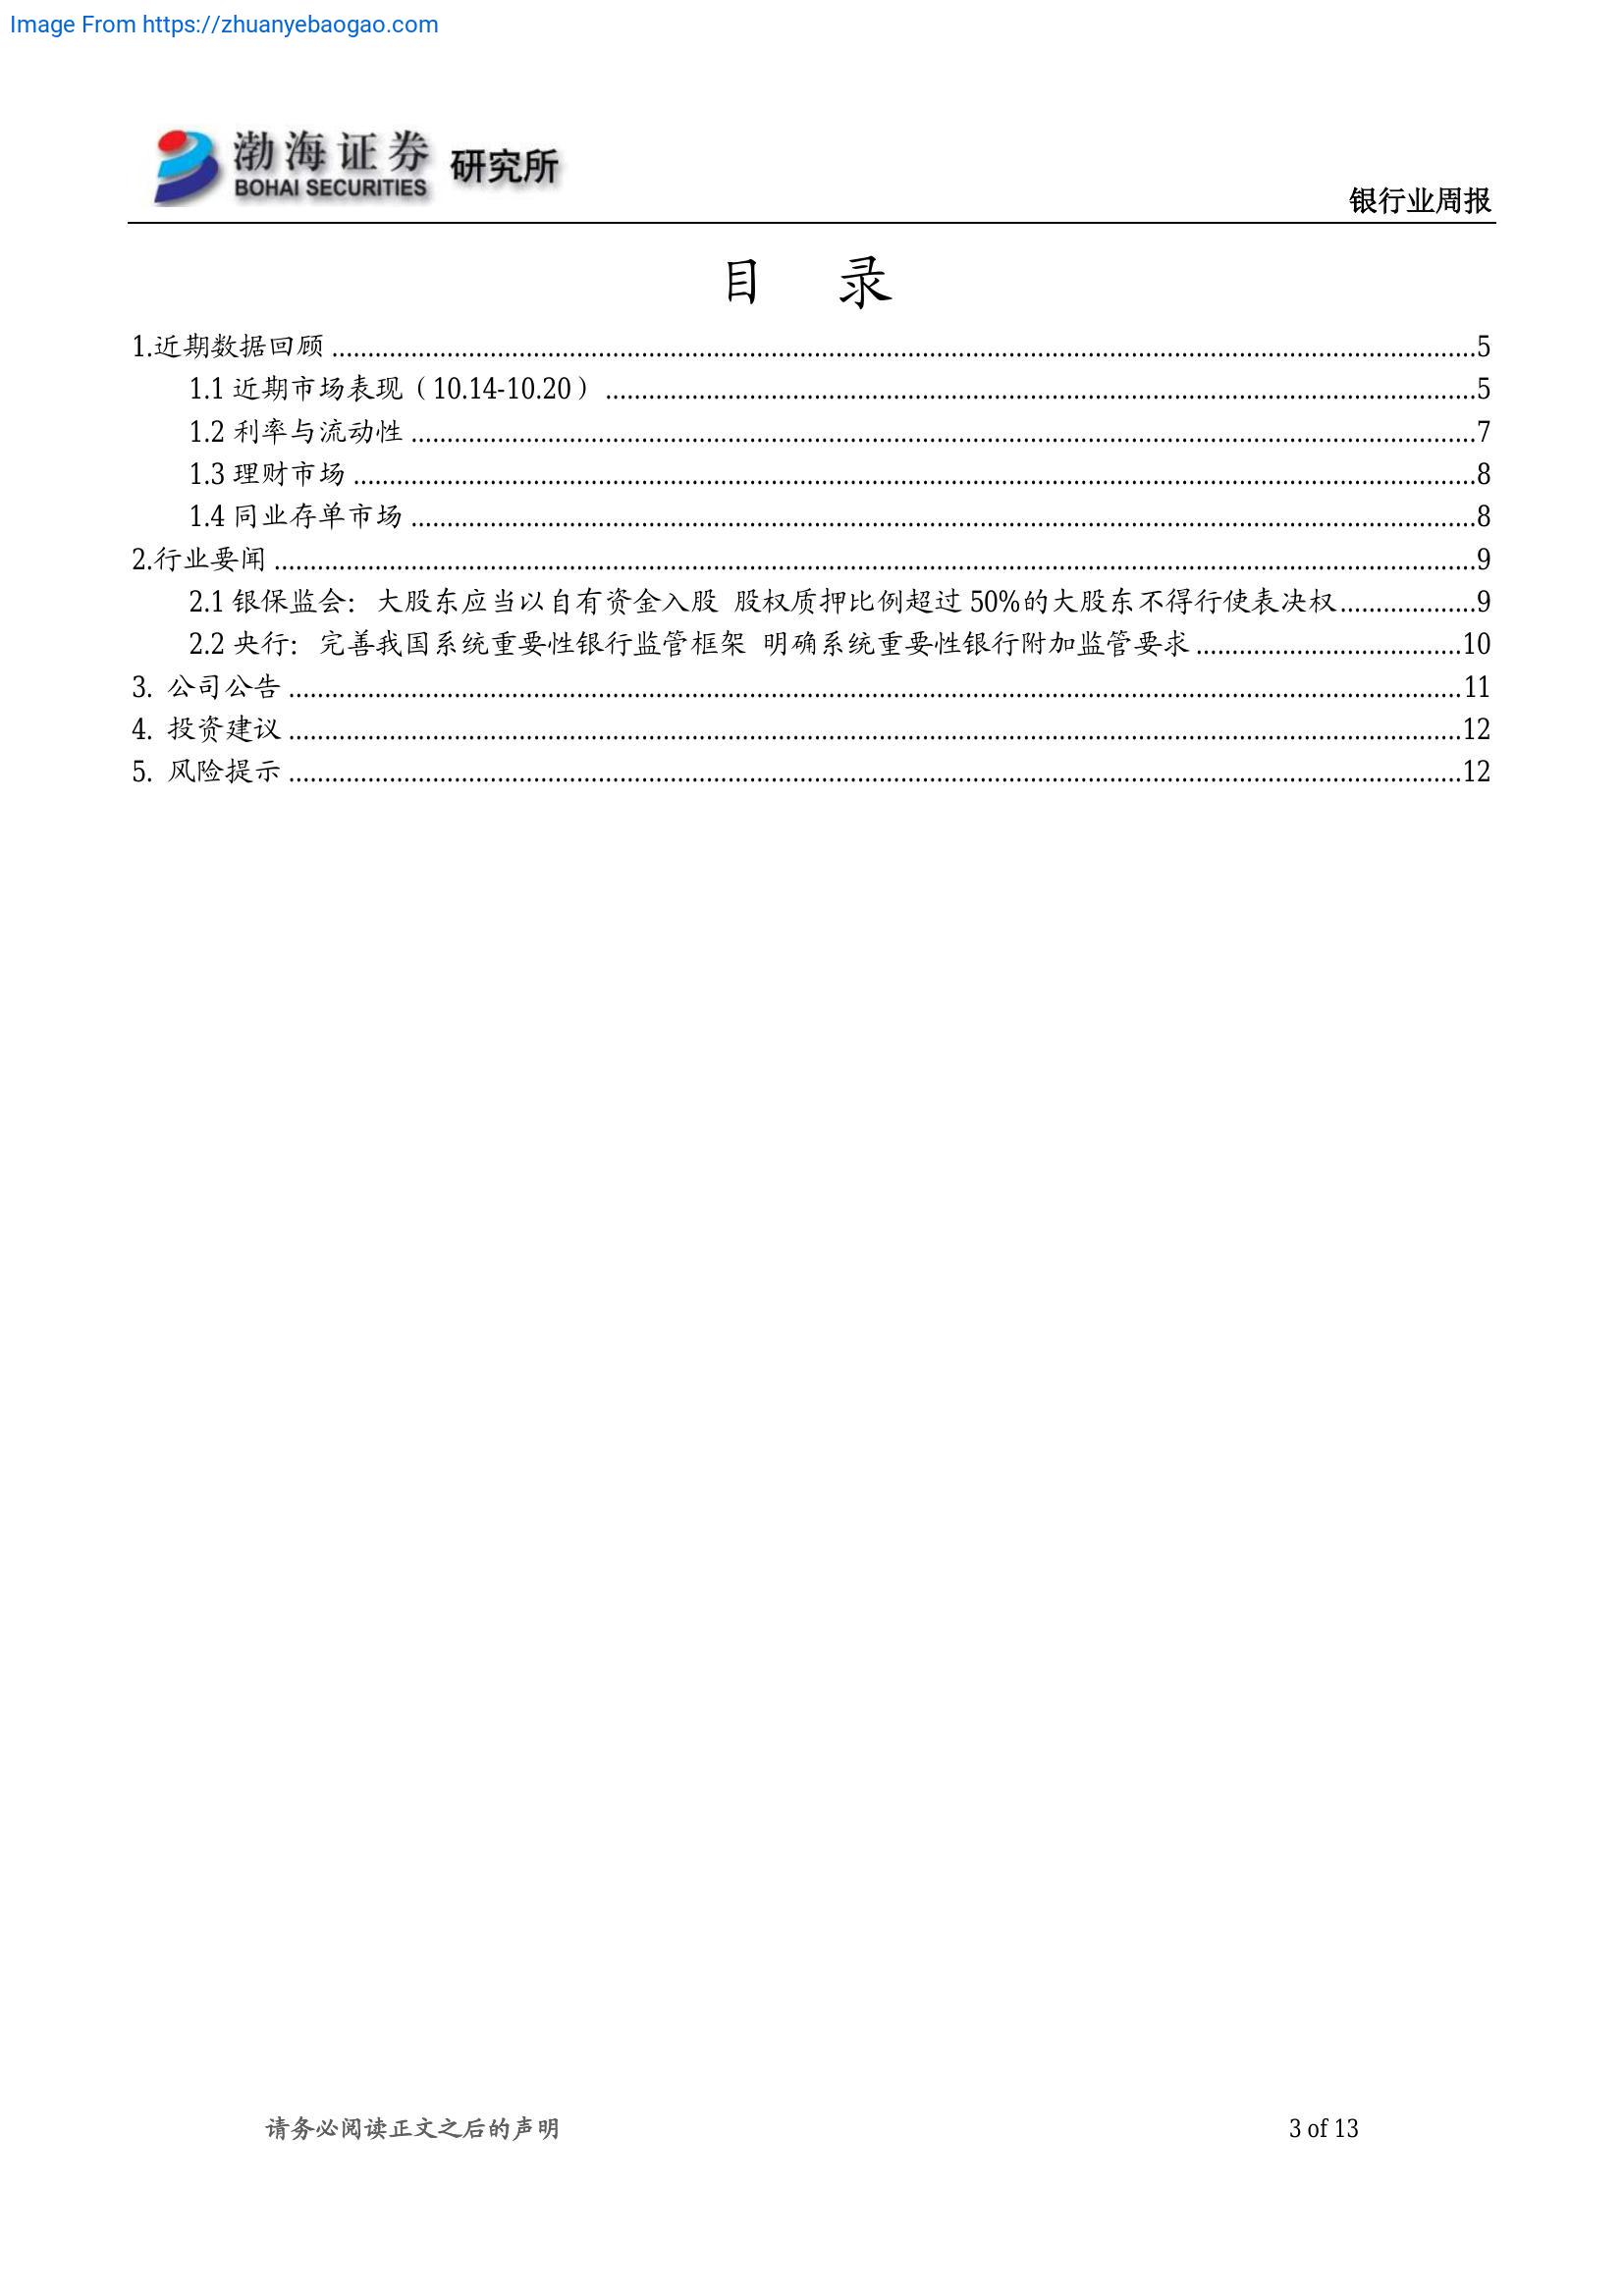 Image From https://zhuanyebaogao.com
渤海证券 研究所
BOHAI SECURITIES
银行业周报
目 录
1.近期数据回顾 ........ 5
1.1 近期市场表现（10.14-10.20） ........ 5
1.2 利率与流动性 ........ 7
1.3 理财市场 ........ 8
1.4 同业存单市场 ........ 8
2.行业要闻 ........ 9
2.1 银保监会：大股东应当以自有资金入股 股权质押比例超过 50%的大股东不得行使表决权 ........ 9
2.2 央行：完善我国系统重要性银行监管框架 明确系统重要性银行附加监管要求 ........ 10
3. 公司公告 ........ 11
4. 投资建议 ........ 12
5. 风险提示 ........ 12
请务必阅读正文之后的声明 3 of 13